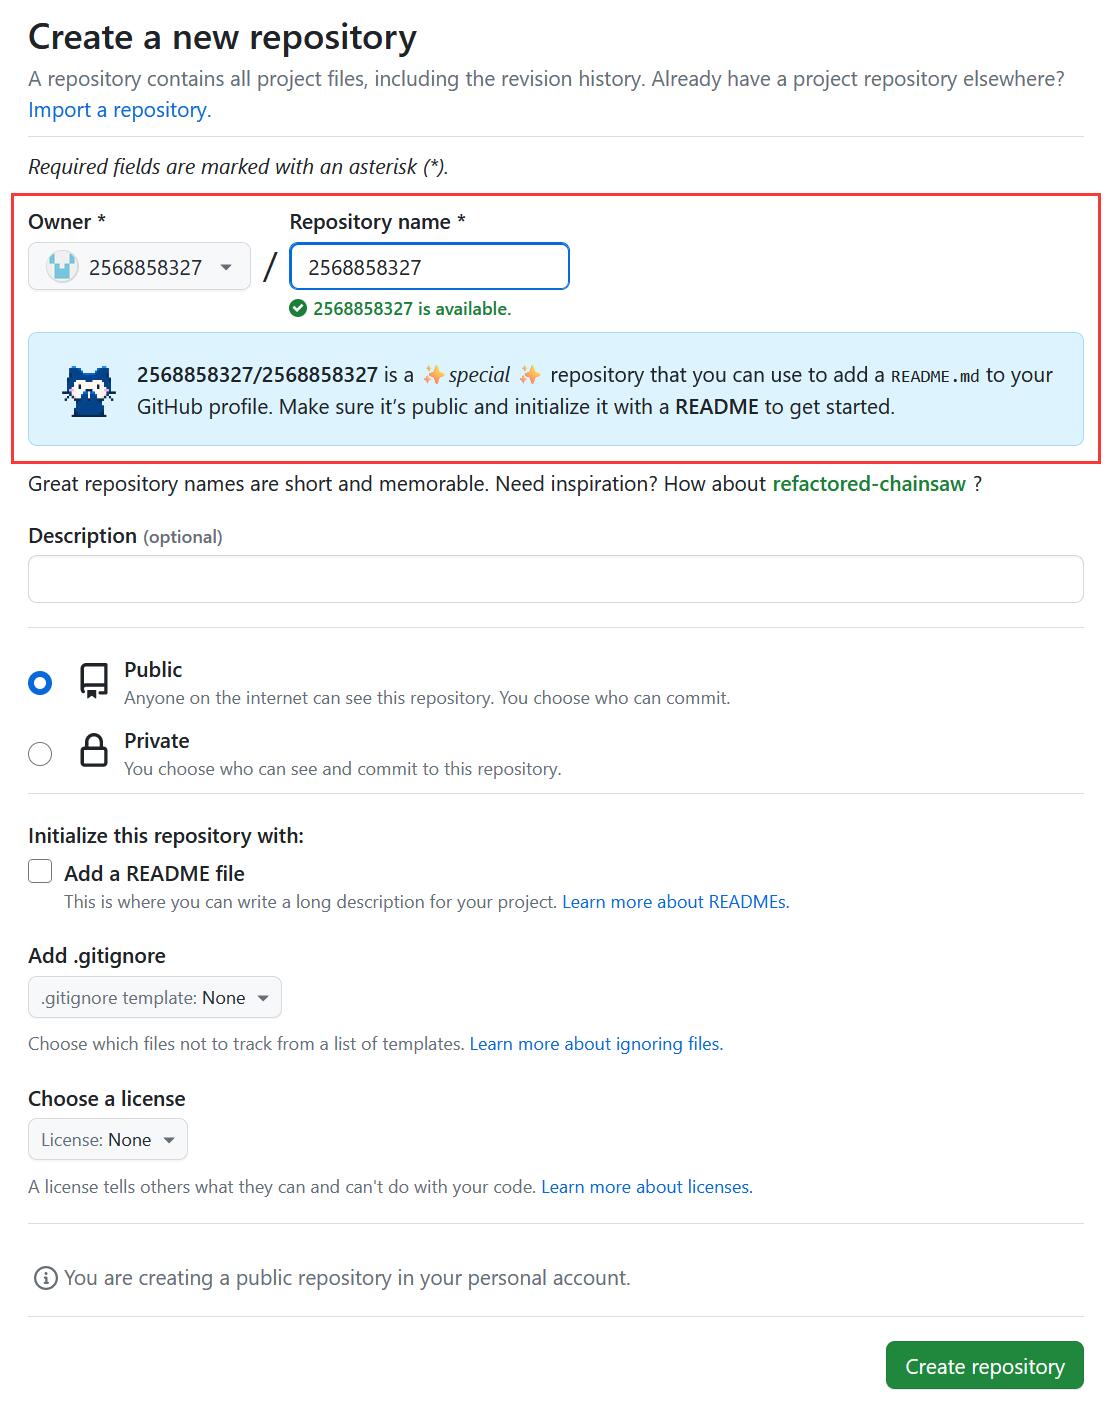 Create a new repository
A repository contains all project files, including the revision history. Already have a project repository elsewhere?
Import a repository.
Required fields are marked with an asterisk (*).
Owner *
Repository name *
2568858327
/
2568858327
2568858327 is available.
2568858327/2568858327 is a ✨ special ✨ repository that you can use to add a README.md to your
GitHub profile. Make sure it’s public and initialize it with a README to get started.
Great repository names are short and memorable. Need inspiration? How about refactored-chainsaw ?
Description (optional)
Public
Anyone on the internet can see this repository. You choose who can commit.
Private
You choose who can see and commit to this repository.
Initialize this repository with:
Add a README file
This is where you can write a long description for your project. Learn more about READMEs.
Add .gitignore
.gitignore template: None
Choose which files not to track from a list of templates. Learn more about ignoring files.
Choose a license
License: None
A license tells others what they can and can't do with your code. Learn more about licenses.
You are creating a public repository in your personal account.
Create repository